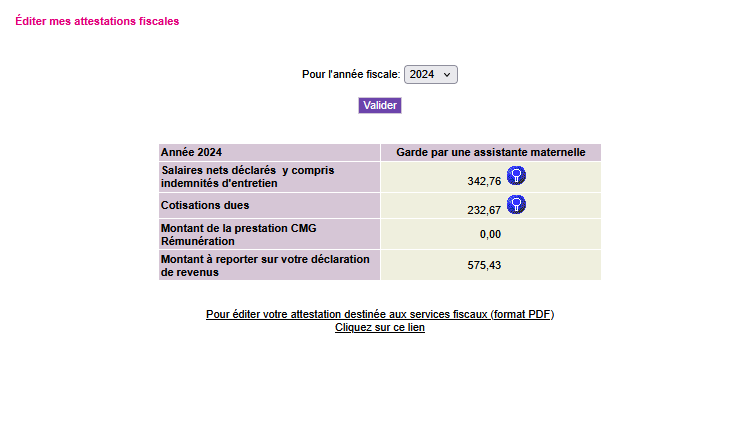 Éditer mes attestations fiscales
Pour l'année fiscale: 2024
Valider
Année 2024 Garde par une assistante maternelle
Salaires nets déclarés y compris
indemnités d'entretien 342,76
Cotisations dues 232,67
Montant de la prestation CMG
Rémunération 0,00
Montant à reporter sur votre déclaration
de revenus 575,43
Pour éditer votre attestation destinée aux services fiscaux (format PDF)
Cliquez sur ce lien